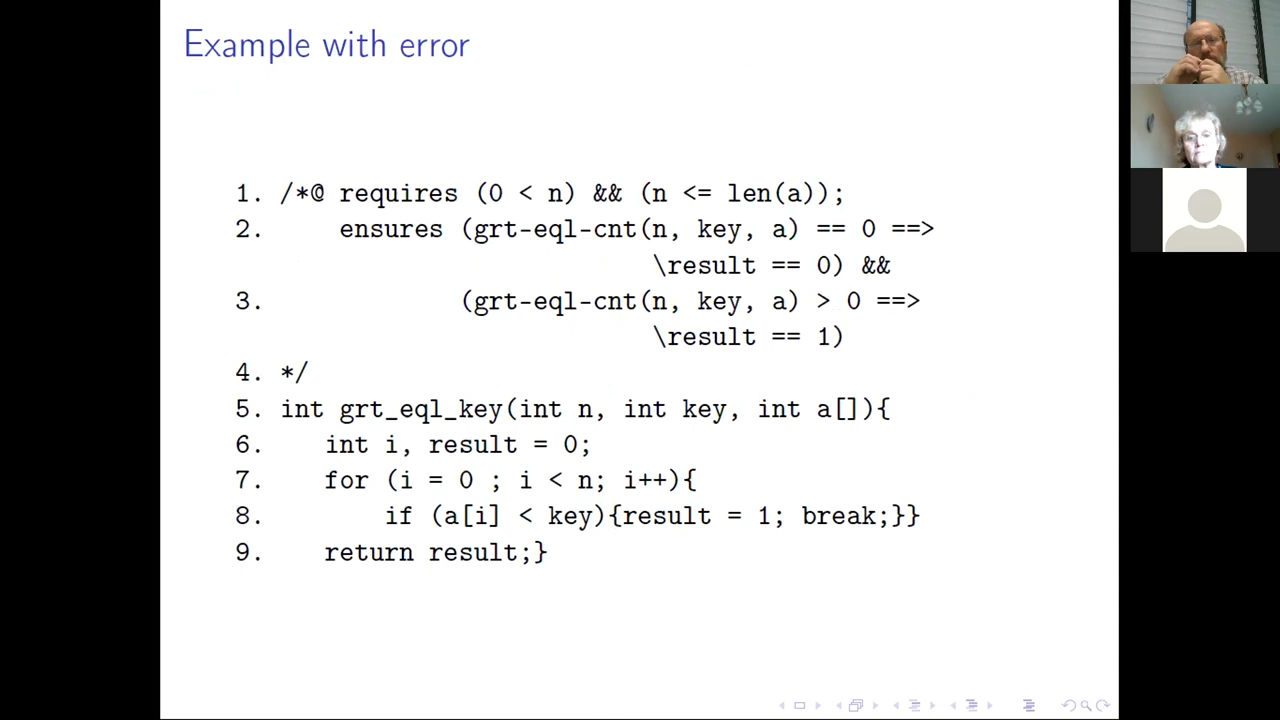 Example with error
1. /*@ requires (0 < n) && (n <= len(a));
2. ensures (grt-eql-cnt(n, key, a) == 0 ==>
\result == 0) &&
3. (grt-eql-cnt(n, key, a) > 0 ==>
\result == 1)
4. */
5. int grt_eql_key(int n, int key, int a[]){
6. int i, result = 0;
7. for (i = 0 ; i < n; i++){
8. if (a[i] < key){result = 1; break;}}
9. return result;}